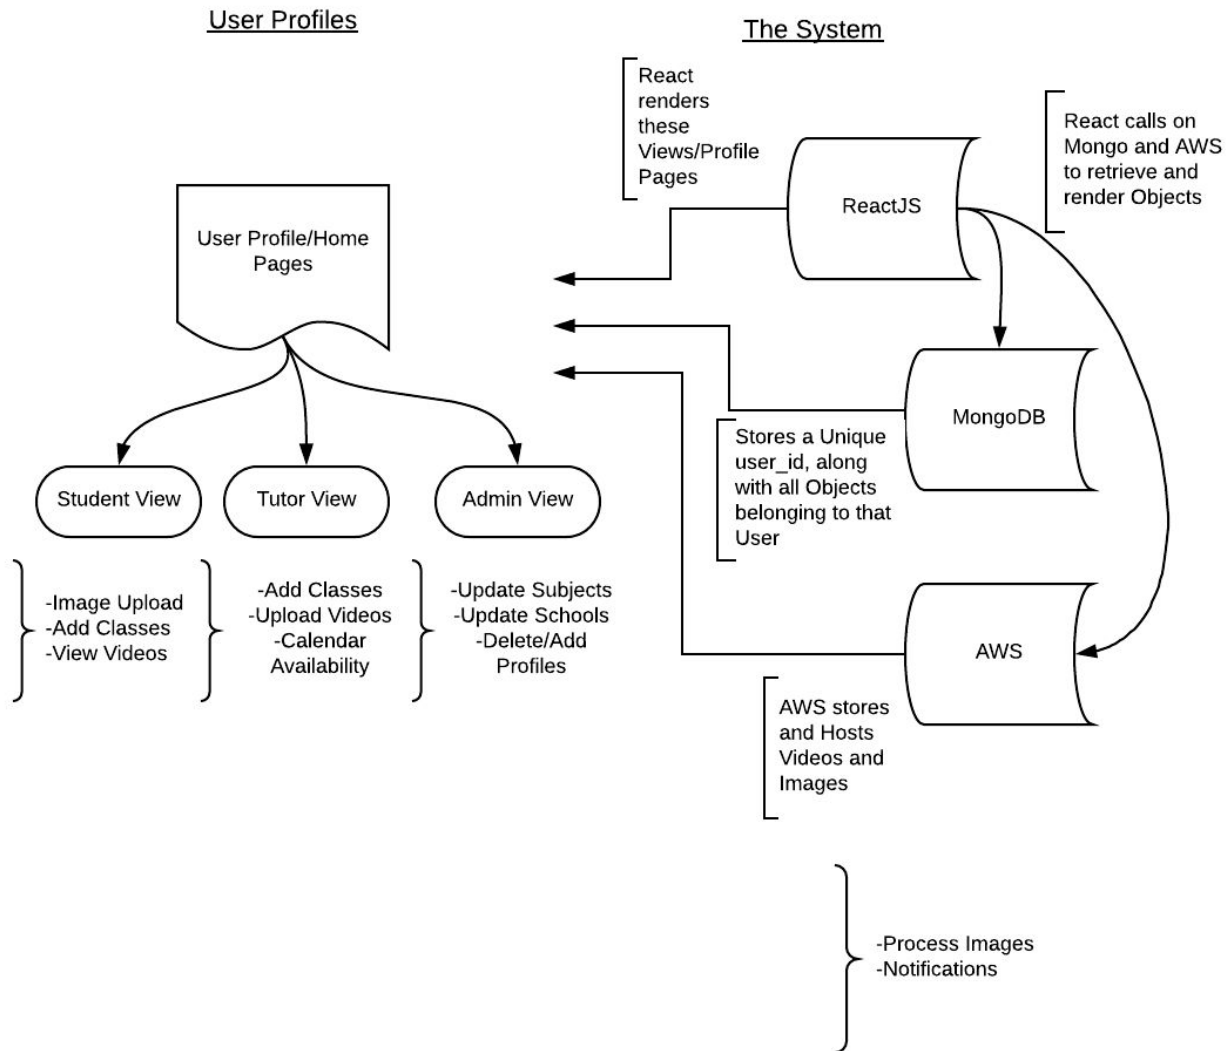 User Profiles
The System
React
renders
these
Views/Profile
Pages
React calls on
Mongo and AWS
to retrieve and
render Objects
ReactJS
User Profile/Home
Pages
MongoDB
Stores a Unique
user_id, along
with all Objects
belonging to that
User
Student View
Tutor View
Admin View
-Image Upload
-Add Classes
-View Videos
-Add Classes
-Upload Videos
-Calendar
Availability
-Update Subjects
-Update Schools
-Delete/Add
Profiles
AWS
AWS stores
and Hosts
Videos and
Images
-Process Images
-Notifications